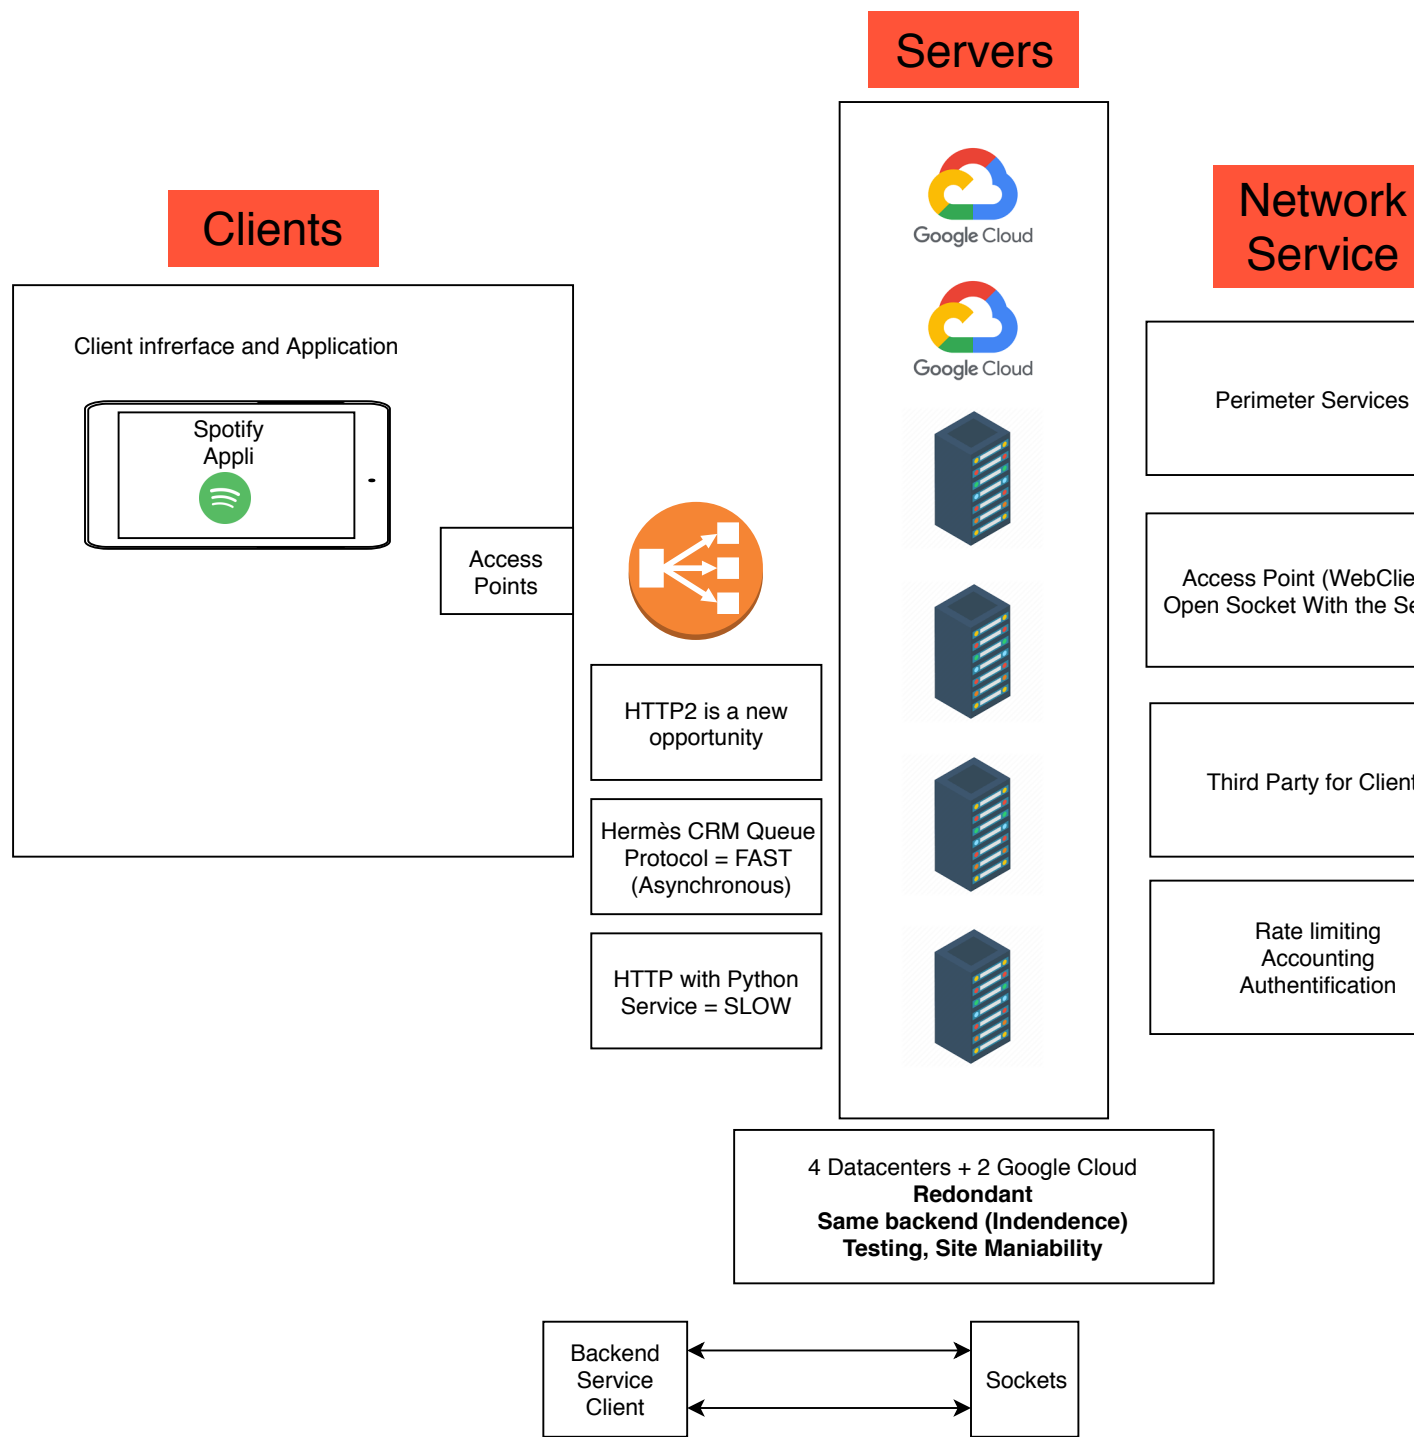 Servers
Clients
Network
Service
Google Cloud
Google Cloud
Client infrerface and Application
Spotify
Appli
Access
Points
HTTP2 is a new
opportunity
Hermès CRM Queue
Protocol = FAST
(Asynchronous)
HTTP with Python
Service = SLOW
Perimeter Services
Access Point (WebClie
Open Socket With the Se
Third Party for Client
Rate limiting
Accounting
Authentification
4 Datacenters + 2 Google Cloud
Redondant
Same backend (Indendence)
Testing, Site Maniability
Backend
Service
Client
Sockets